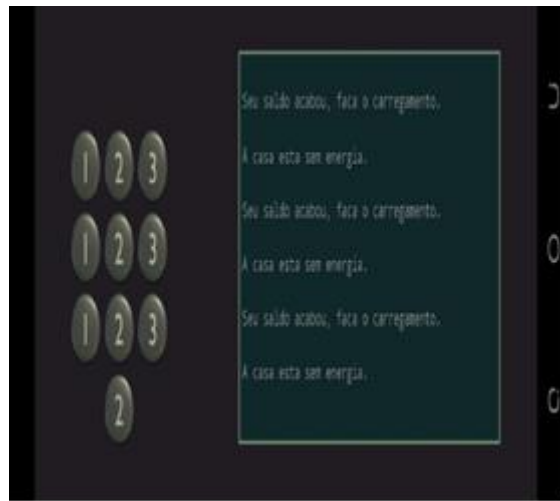 Seu saldo acabou, faca o carregamento.
A casa esta sem energia.
Seu saldo acabou, faca o carregamento.
A casa esta sem energia.
Seu saldo acabou, faca o carregamento.
A casa esta sem energia.
1 2 3
1 2 3
1 2 3
2